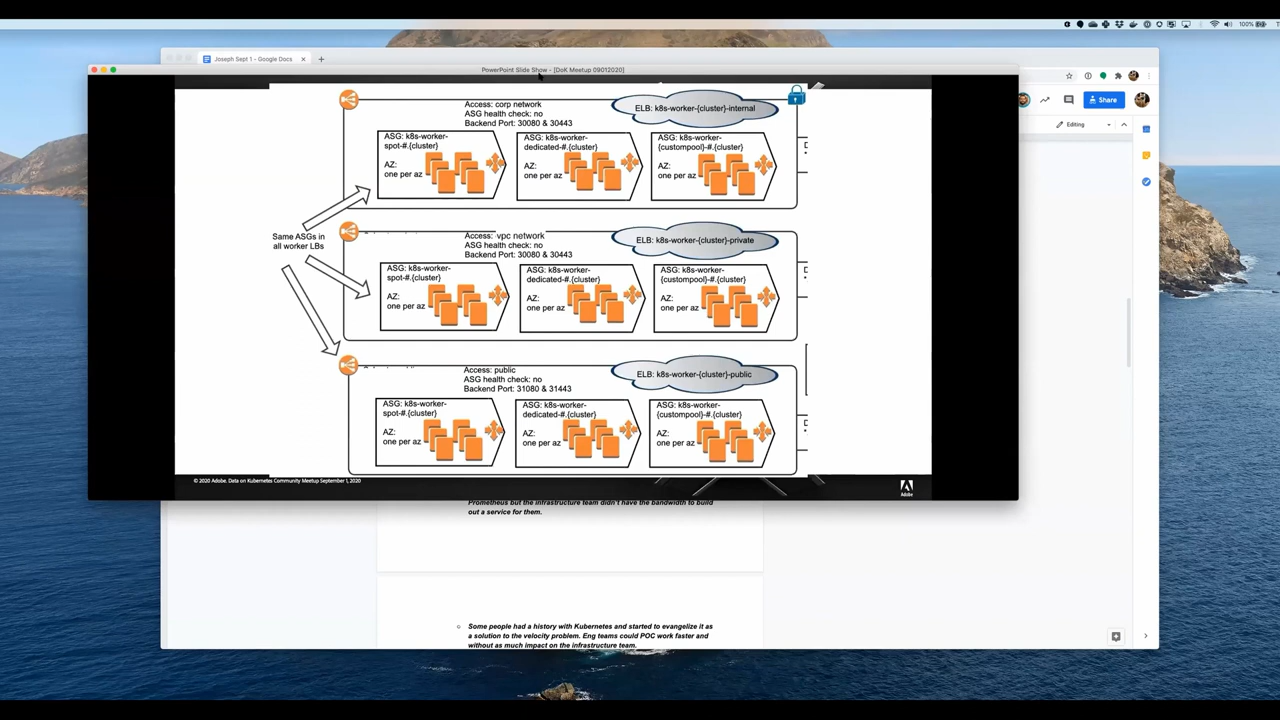 100%
Joseph Sept 1 - Google Docs
PowerPoint Slide Show - [DoK Meetup 09012020]
Share
Editing
Access: corp network
ASG health check: no
Backend Port: 30080 & 30443
ELB: k8s-worker-{cluster}-internal
ASG: k8s-worker-
spot-#.{cluster}
AZ:
one per az
ASG: k8s-worker-
dedicated-#.{cluster}
AZ:
one per az
ASG: k8s-worker-
{custompool}-#.{cluster}
AZ:
one per az
Same ASGs in
all worker LBs
Access: vpc network
ASG health check: no
Backend Port: 30080 & 30443
ELB: k8s-worker-{cluster}-private
ASG: k8s-worker-
spot-#.{cluster}
AZ:
one per az
ASG: k8s-worker-
dedicated-#.{cluster}
AZ:
one per az
ASG: k8s-worker-
{custompool}-#.{cluster}
AZ:
one per az
Access: public
ASG health check: no
Backend Port: 31080 & 31443
ELB: k8s-worker-{cluster}-public
ASG: k8s-worker-
spot-#.{cluster}
AZ:
one per az
ASG: k8s-worker-
dedicated-#.{cluster}
AZ:
one per az
ASG: k8s-worker-
{custompool}-#.{cluster}
AZ:
one per az
© 2020 Adobe. Data on Kubernetes Community Meetup September 1, 2020
Adobe
Prometheus but the infrastructure team didn't have the bandwidth to build
out a service for them.
Some people had a history with Kubernetes and started to evangelize it as
a solution to the velocity problem. Eng teams could POC work faster and
without as much impact on the infrastructure team.